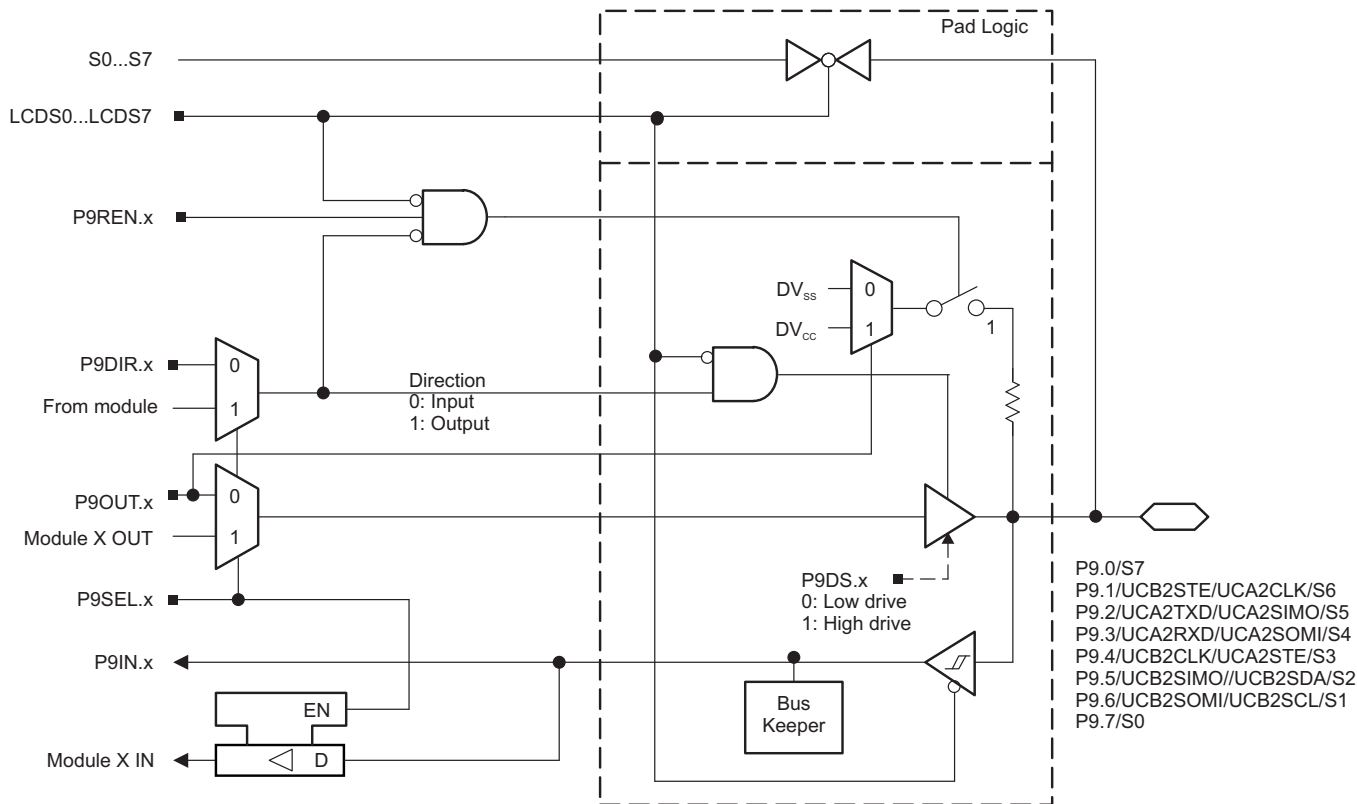 Pad Logic
S0...S7
LCDS0...LCDS7
P9REN.x
DVSS
0
DVCC
1
1
P9DIR.x
0
From module
1
Direction
0: Input
1: Output
P9OUT.x
0
Module X OUT
1
P9SEL.x
P9DS.x
0: Low drive
1: High drive
P9IN.x
Bus
Keeper
EN
Module X IN
D
P9.0/S7
P9.1/UCB2STE/UCA2CLK/S6
P9.2/UCA2TXD/UCA2SIMO/S5
P9.3/UCA2RXD/UCA2SOMI/S4
P9.4/UCB2CLK/UCA2STE/S3
P9.5/UCB2SIMO//UCB2SDA/S2
P9.6/UCB2SOMI/UCB2SCL/S1
P9.7/S0